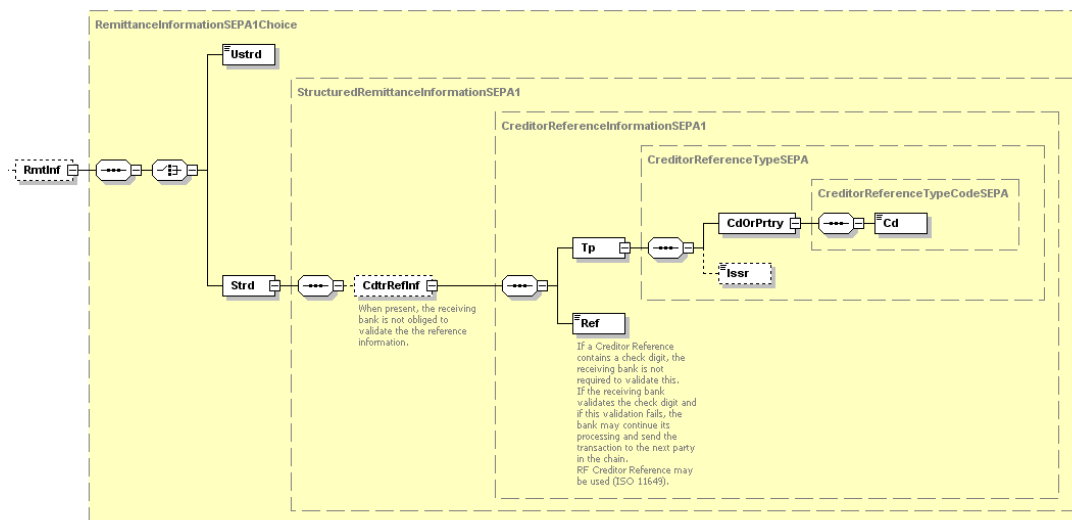 RemittanceInformationSEPA1Choice
Ustrd
StructuredRemittanceInformationSEPA1
CreditorReferenceInformationSEPA1
CreditorReferenceTypeSEPA
CreditorReferenceTypeCodeSEPA
RmtInf
CdOrPrtry
Cd
Tp
Issr
Strd
CdtrRefInf
When present, the receiving
bank is not obliged to
validate the the reference
information.
Ref
If a Creditor Reference
contains a check digit, the
receiving bank is not
required to validate this.
If the receiving bank
validates the check digit and
if this validation fails, the
bank may continue its
processing and send the
transaction to the next party
in the chain.
RF Creditor Reference may
be used (ISO 11649).